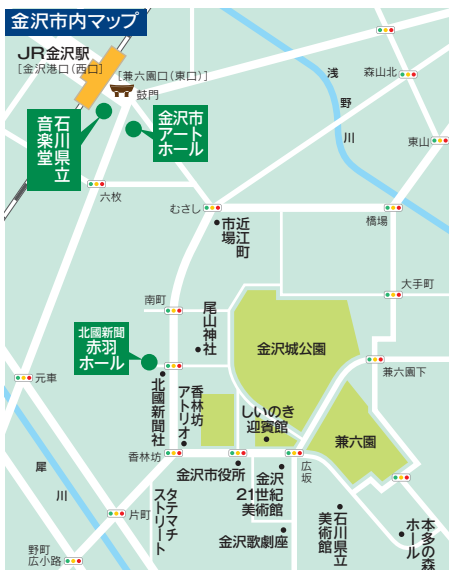 金沢市内マップ
JR金沢駅
[金沢港口(西口)]
[兼六園口(東口)]
鼓門
石川県立
音楽堂
金沢市
アート
ホール
浅野川
森山北
東山
六枚
むさし
近江町
市場
橋場
大手町
南町
尾山神社
金沢城公園
北國新聞
赤羽
ホール
元車
北國新聞社
香林坊
アトリオ
しいのき
迎賓館
兼六園下
兼六園
香林坊
広坂
金沢市役所
金沢
21世紀
美術館
犀川
片町
タテマチ
ストリート
金沢歌劇座
石川県立
美術館
本多の森
ホール
野町
広小路